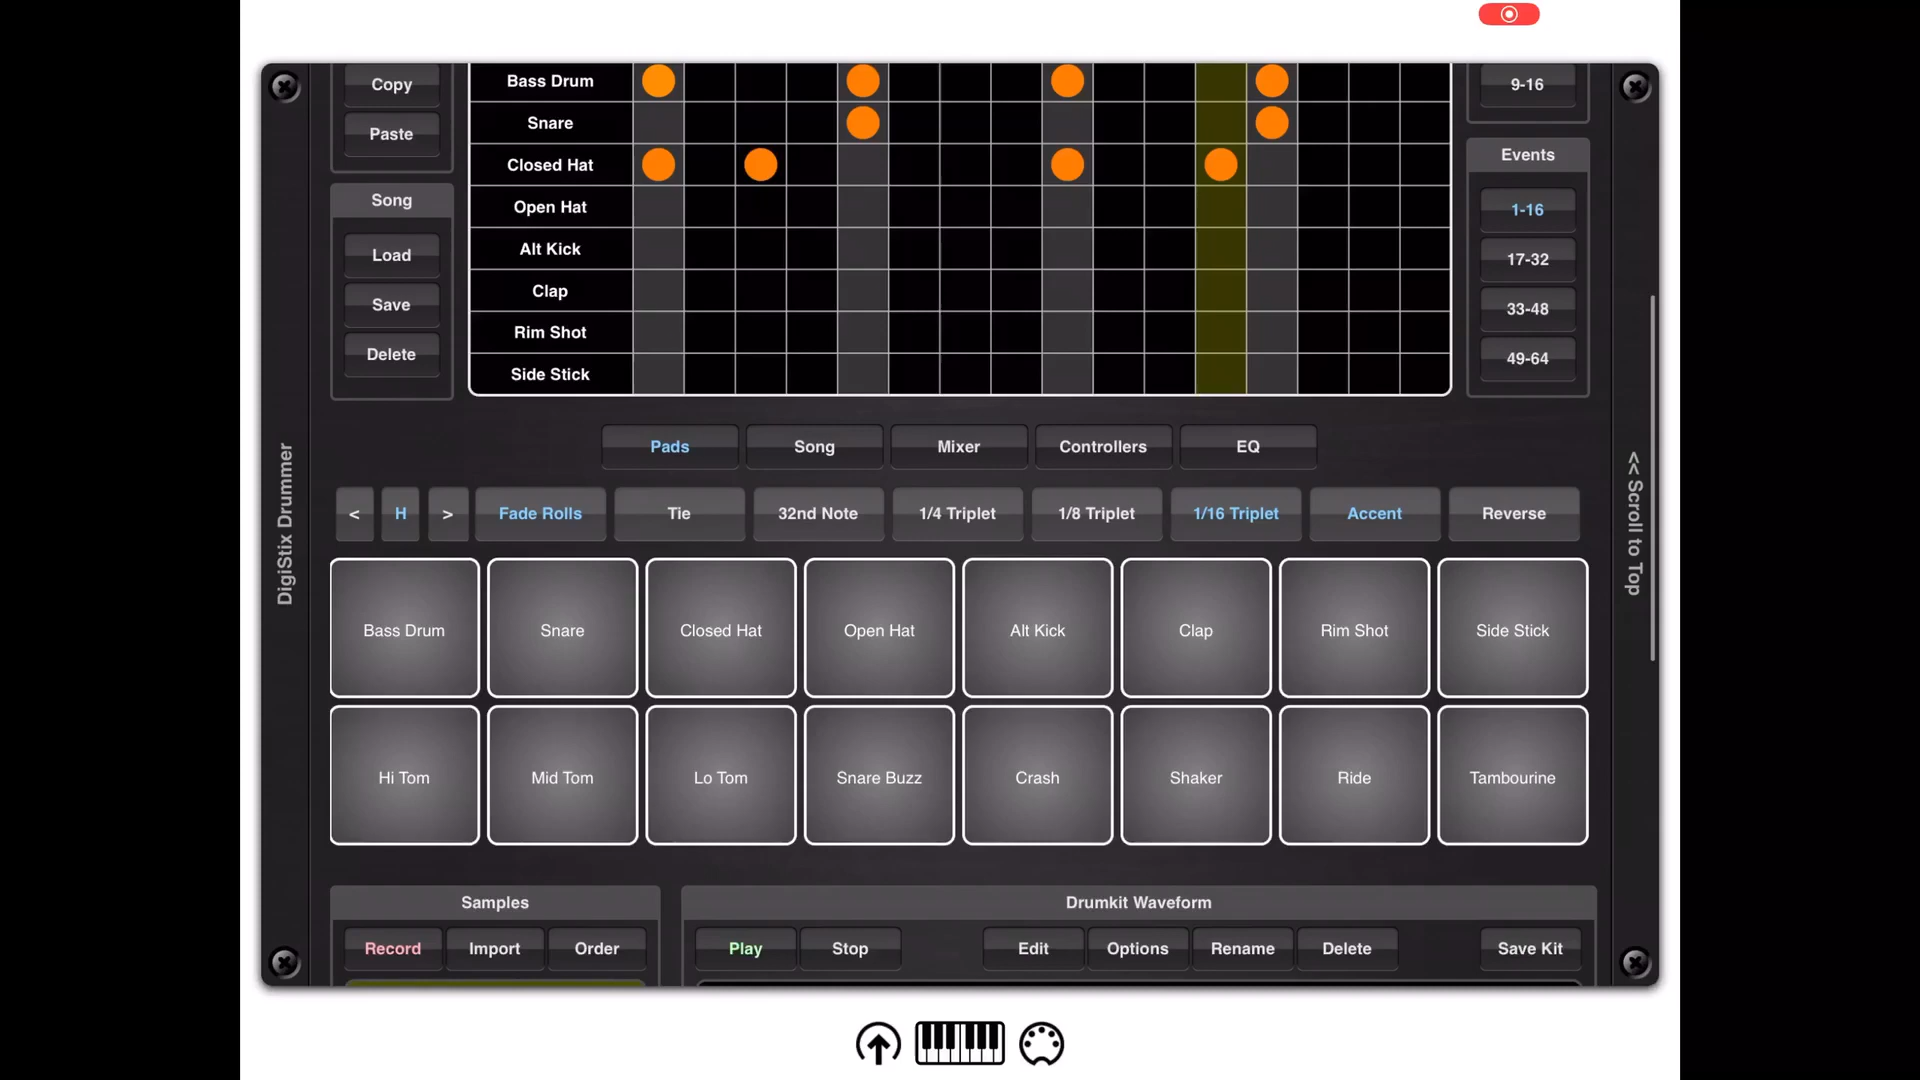 Copy
Paste
Song
Load
Save
Delete
Bass Drum
Snare
Closed Hat
Open Hat
Alt Kick
Clap
Rim Shot
Side Stick
9-16
Events
1-16
17-32
33-48
49-64
DigiStix Drummer
<< Scroll to Top
Pads Song Mixer Controllers EQ
< H > Fade Rolls Tie 32nd Note 1/4 Triplet 1/8 Triplet 1/16 Triplet Accent Reverse
Bass Drum Snare Closed Hat Open Hat Alt Kick Clap Rim Shot Side Stick
Hi Tom Mid Tom Lo Tom Snare Buzz Crash Shaker Ride Tambourine
Samples
Record Import Order
Drumkit Waveform
Play Stop Edit Options Rename Delete Save Kit